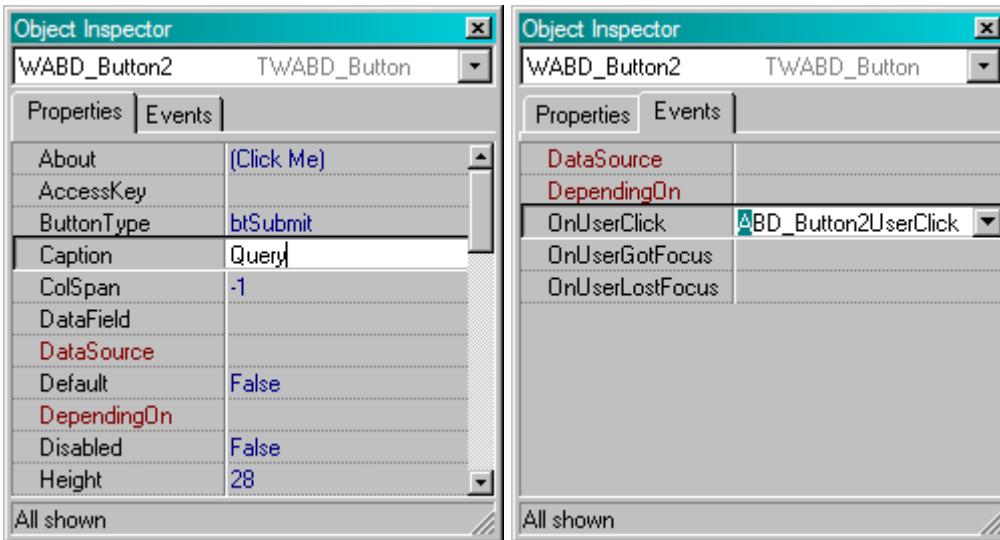 Object Inspector
WABD_Button2 TWABD_Button
Properties Events
About (Click Me)
AccessKey
ButtonType btSubmit
Caption Query
ColSpan -1
DataField
DataSource
Default False
DependingOn
Disabled False
Height 28
All shown
Object Inspector
WABD_Button2 TWABD_Button
Properties Events
DataSource
DependingOn
OnUserClick ABD_Button2UserClick
OnUserGotFocus
OnUserLostFocus
All shown